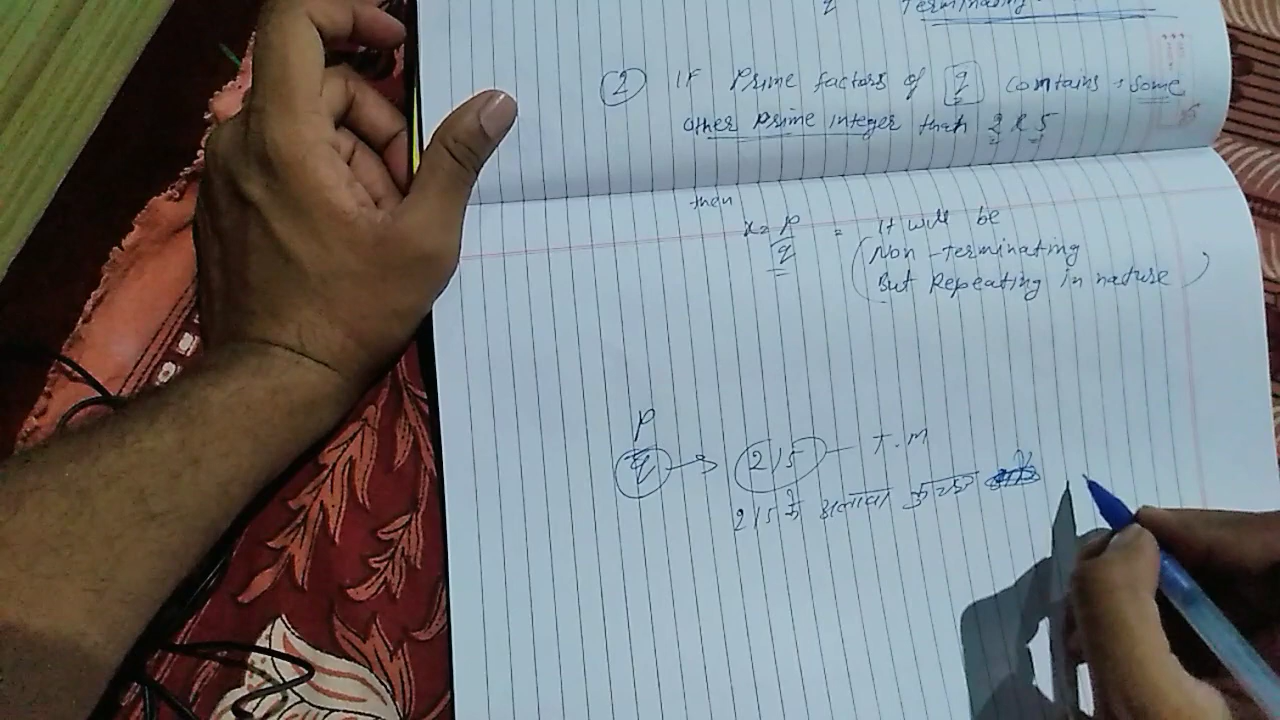 q Terminating
(2) If Prime factors of q contains some
other prime integer than 2 & 5
then
x = p/q = It will be
Non-terminating
But Repeating in nature
p
q → 2/5 — T.M
2/5 के अलावा कुछ